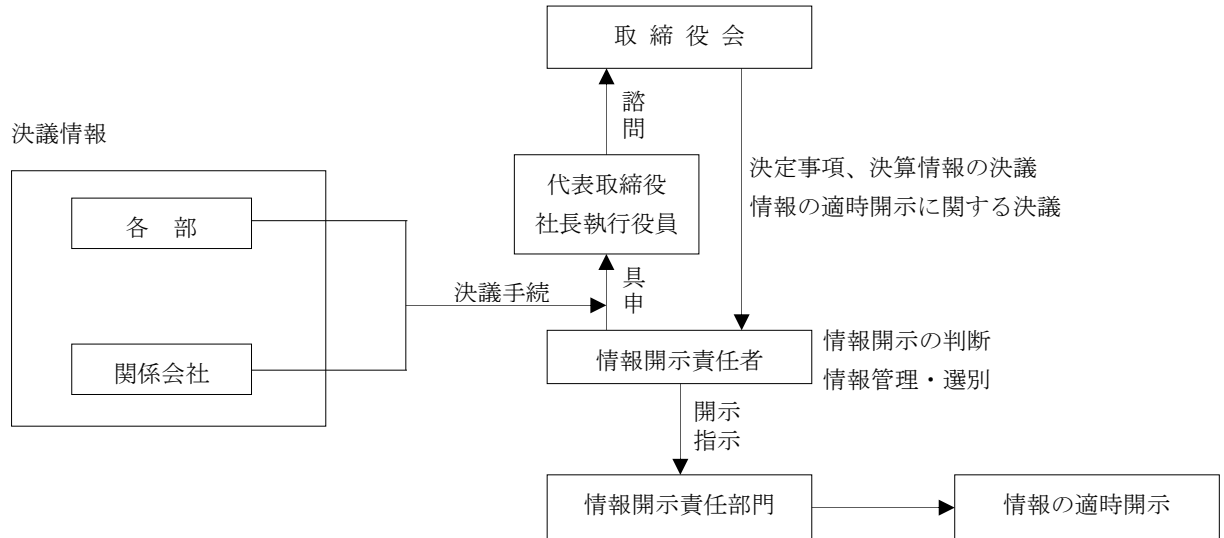 取 締 役 会
諮問
決議情報
代表取締役
社長執行役員
決定事項、決算情報の決議
情報の適時開示に関する決議
各　部
具申
決議手続
関係会社
情報開示責任者
情報開示の判断
情報管理・選別
開示
指示
情報開示責任部門
情報の適時開示